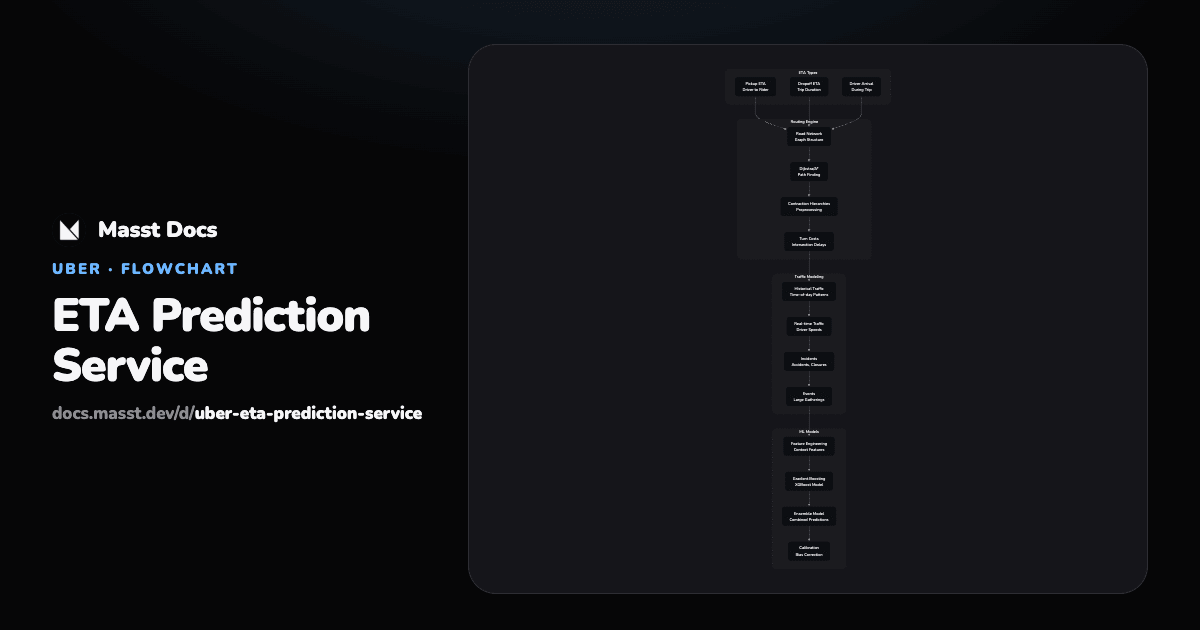 Masst Docs
UBER · FLOWCHART
ETA Prediction
Service
docs.masst.dev/d/uber-eta-prediction-service
ETA Types
Pickup ETA
Driver to Rider
Dropoff ETA
Trip Duration
Driver Arrival
During Trip
Routing Engine
Road Network
Graph Structure
Dijkstra/A*
Path Finding
Contraction Hierarchies
Preprocessing
Turn Costs
Intersection Delays
Traffic Modeling
Historical Traffic
Time-of-day Patterns
Real-time Traffic
Driver Speeds
Incidents
Accidents, Closures
Events
Large Gatherings
ML Models
Feature Engineering
Context Features
Gradient Boosting
XGBoost Model
Ensemble Model
Combined Predictions
Calibration
Bias Correction